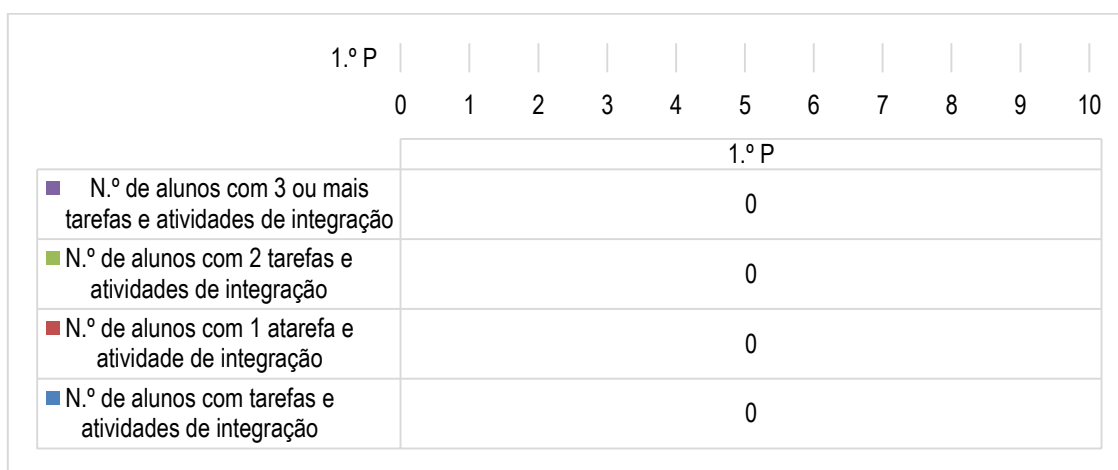 1.º P
0 1 2 3 4 5 6 7 8 9 10
1.º P
N.º de alunos com 3 ou mais
tarefas e atividades de integração
0
N.º de alunos com 2 tarefas e
atividades de integração
0
N.º de alunos com 1 atarefa e
atividade de integração
0
N.º de alunos com tarefas e
atividades de integração
0